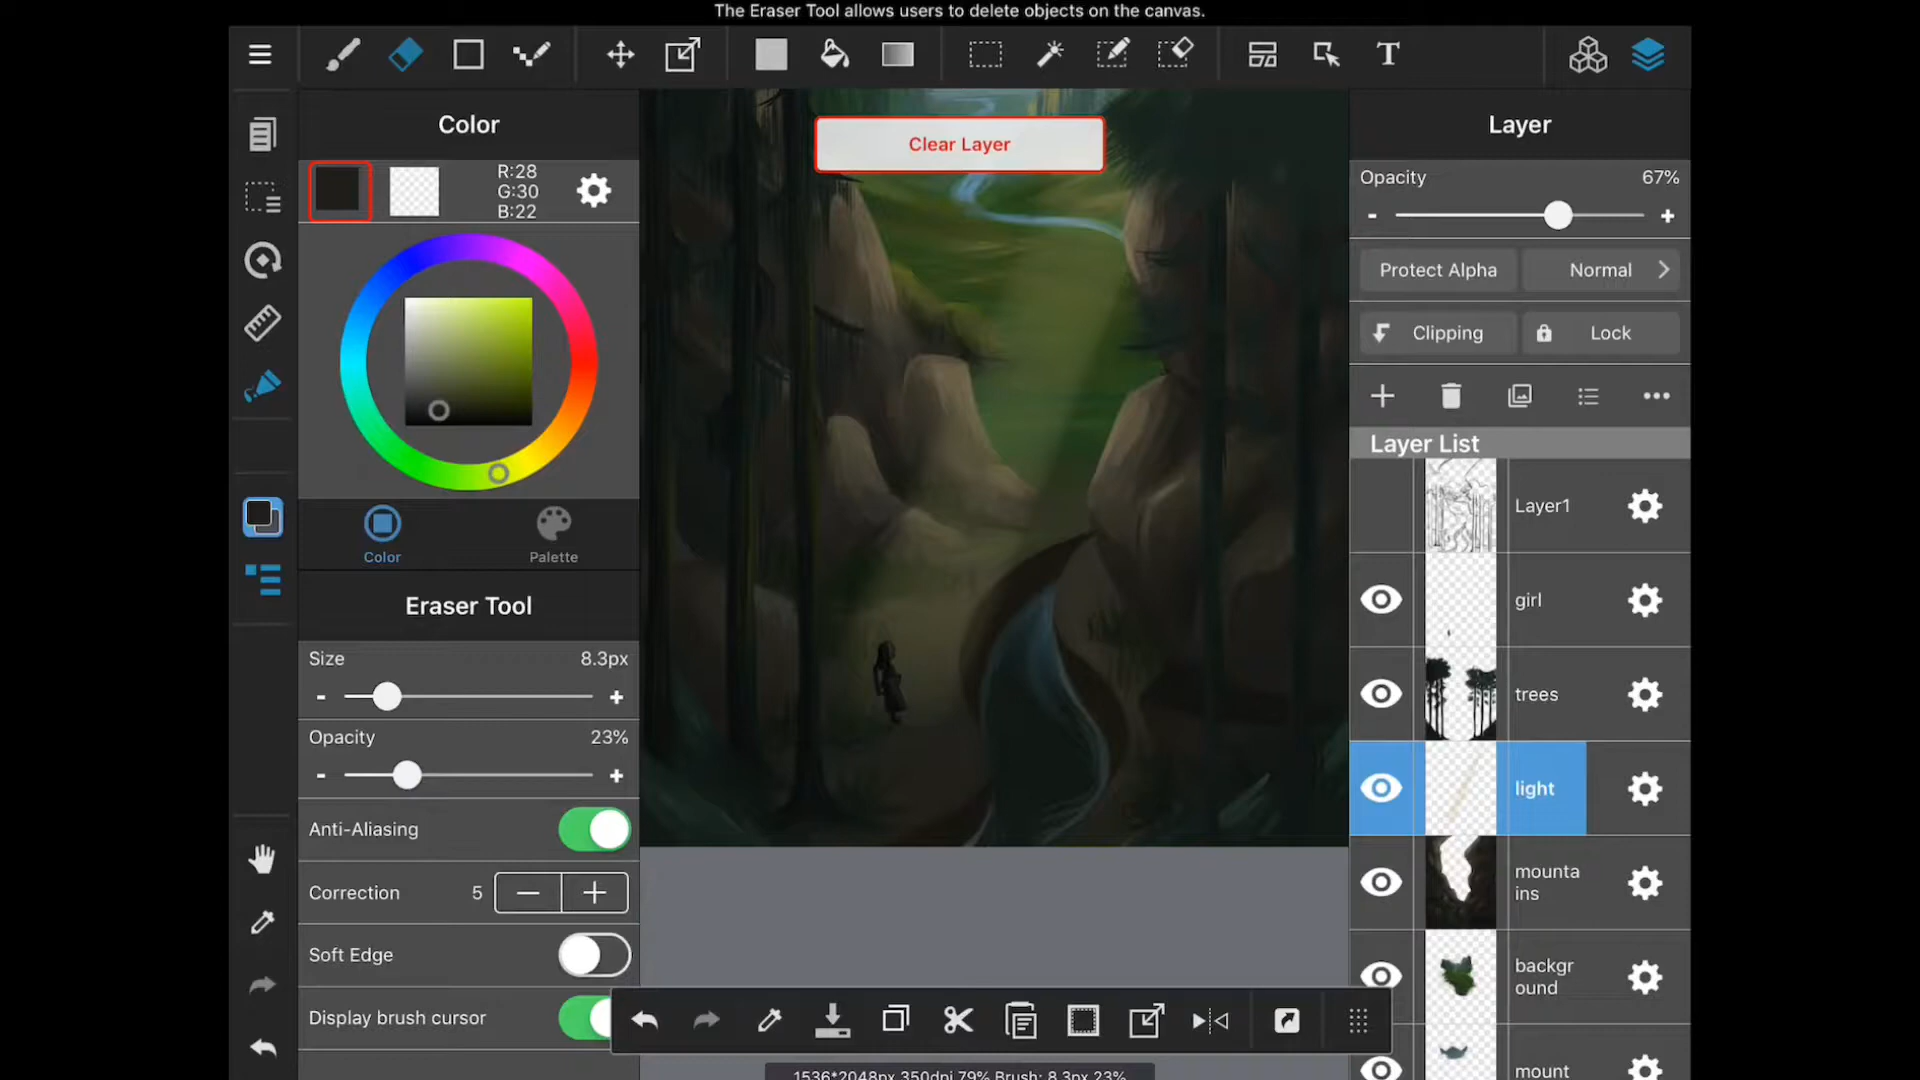 The Eraser Tool allows users to delete objects on the canvas.
T
Color
Clear Layer
Layer
R:28
G:30
B:22
Opacity 67%
- +
Protect Alpha Normal
Clipping Lock
Layer List
Layer1
Color Palette
girl
Eraser Tool
Size 8.3px
- +
trees
Opacity 23%
- +
light
Anti-Aliasing
mounta
ins
Correction 5
Soft Edge
backgr
ound
Display brush cursor
mount
1536*2048px 350dpi 79% Brush: 8.3px 23%